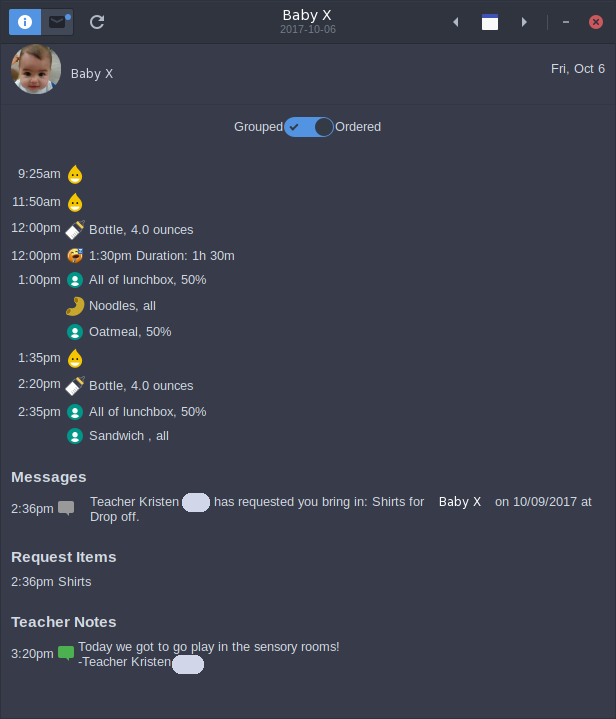 Baby X
2017-10-06
Baby X
Fri, Oct 6
Grouped Ordered
9:25am
11:50am
12:00pm Bottle, 4.0 ounces
12:00pm 1:30pm Duration: 1h 30m
1:00pm All of lunchbox, 50%
Noodles, all
Oatmeal, 50%
1:35pm
2:20pm Bottle, 4.0 ounces
2:35pm All of lunchbox, 50%
Sandwich , all
Messages
2:36pm Teacher Kristen has requested you bring in: Shirts for Baby X on 10/09/2017 at
Drop off.
Request Items
2:36pm Shirts
Teacher Notes
3:20pm Today we got to go play in the sensory rooms!
-Teacher Kristen